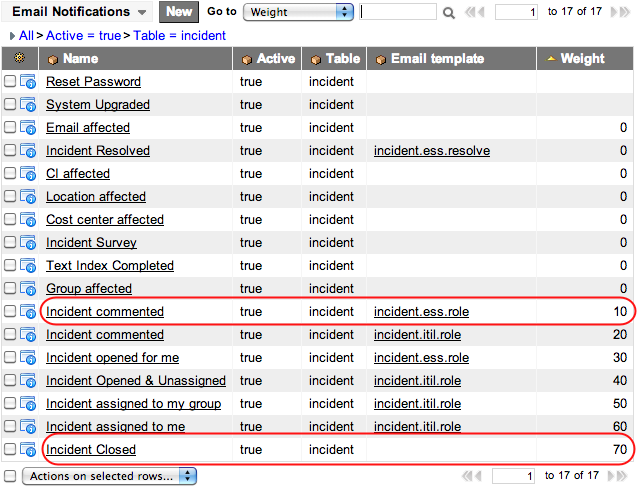 Email Notifications New Go to Weight 1 to 17 of 17
All > Active = true > Table = incident
Name Active Table Email template Weight
Reset Password true incident
System Upgraded true incident
Email affected true incident 0
Incident Resolved true incident incident.ess.resolve 0
CI affected true incident 0
Location affected true incident 0
Cost center affected true incident 0
Incident Survey true incident 0
Text Index Completed true incident 0
Group affected true incident 0
Incident commented true incident incident.ess.role 10
Incident commented true incident incident.itil.role 20
Incident opened for me true incident incident.ess.role 30
Incident Opened & Unassigned true incident incident.itil.role 40
Incident assigned to my group true incident incident.itil.role 50
Incident assigned to me true incident incident.itil.role 60
Incident Closed true incident 70
Actions on selected rows... 1 to 17 of 17